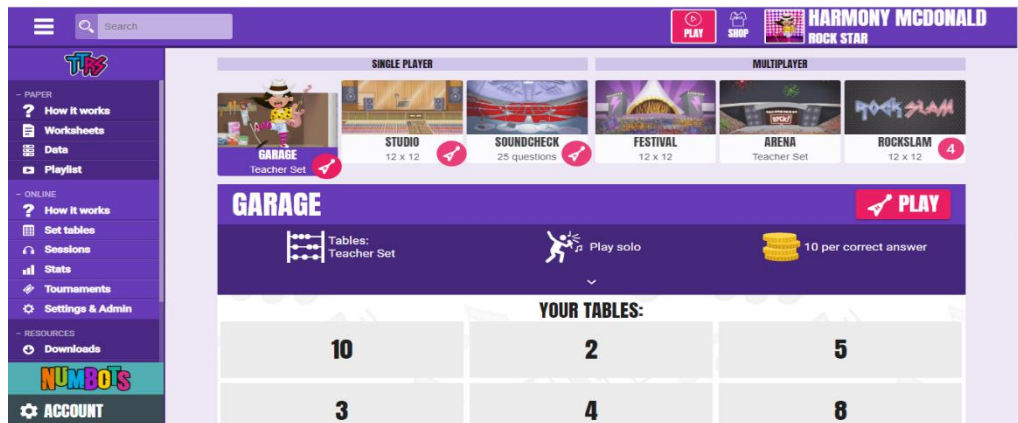 Search
PLAY
SHOP
HARMONY MCDONALD
ROCK STAR
TTRS
- PAPER
? How it works
Worksheets
Data
Playlist
- ONLINE
? How it works
Set tables
Sessions
Stats
Tournaments
Settings & Admin
- RESOURCES
Downloads
NUMBOTS
ACCOUNT
SINGLE PLAYER
MULTIPLAYER
GARAGE
Teacher Set
STUDIO
12 x 12
SOUNDCHECK
25 questions
FESTIVAL
12 x 12
ARENA
Teacher Set
ROCK SLAM
ROCKSLAM
12 x 12
4
GARAGE
PLAY
Tables:
Teacher Set
Play solo
10 per correct answer
YOUR TABLES:
10 2 5
3 4 8